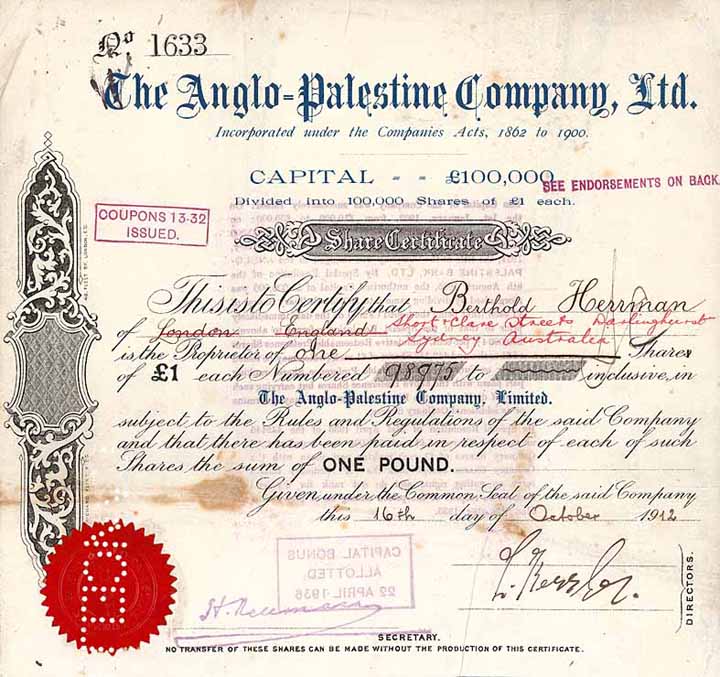 No 1633
The Anglo-Palestine Company, Ltd.
Incorporated under the Companies Acts, 1862 to 1900.
CAPITAL - - £100,000
SEE ENDORSEMENTS ON BACK
Divided into 100,000 Shares of £1 each.
COUPONS 13-32
ISSUED.
Share Certificate
This is to Certify that Berthold Herrman
of London England Short & Clare Streets Darlinghurst
Sydney Australia
is the Proprietor of One Shares
of £1 each Numbered 98975 to inclusive, in
The Anglo-Palestine Company, Limited.
subject to the Rules and Regulations of the said Company
and that there has been paid in respect of each of such
Shares the sum of ONE POUND.
Given under the Common Seal of the said Company
this 16th day of October 1912
CAPITAL BONUS
ALLOTTED
22 APRIL 1936
DIRECTORS.
SECRETARY.
NO TRANSFER OF THESE SHARES CAN BE MADE WITHOUT THE PRODUCTION OF THIS CERTIFICATE.